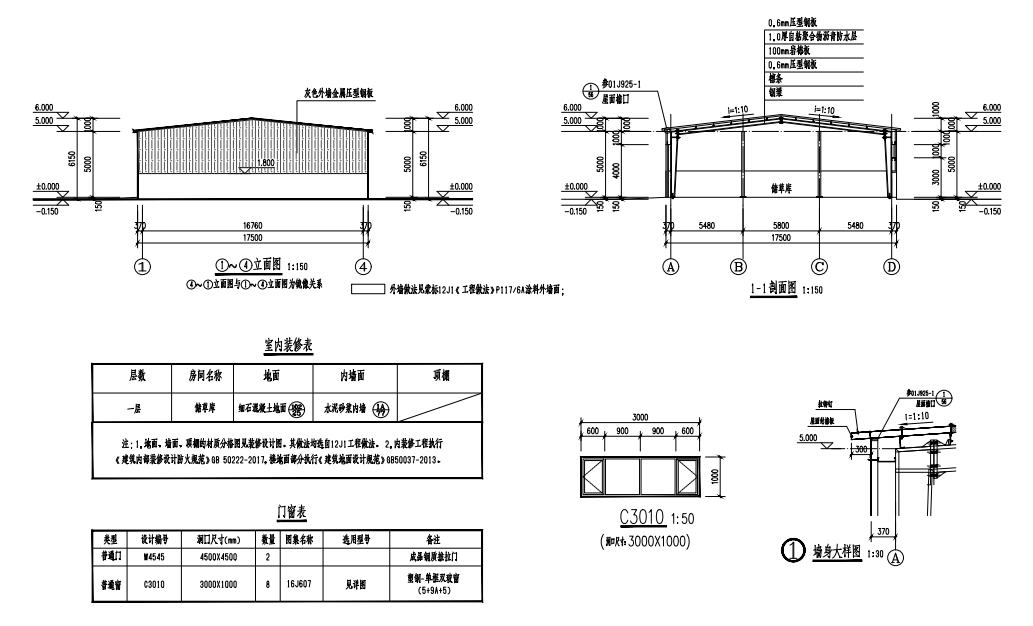 灰色外墙金属压型钢板
6.000
5.000
1000
6150
5000
±0.000
-0.150
150
1.800
6.000
5.000
1000
5000
6150
±0.000
-0.150
150
370
16760
370
17500
1
4
①~④立面图 1:150
④~①立面图与①~④立面图为镜像关系
外墙做法见蒙标12J1《工程做法》P117/6A涂料外墙面;
0.6mm压型钢板
1.0厚自粘聚合物沥青防水层
100mm岩棉板
0.6mm压型钢板
檩条
钢梁
参01J925-1
屋面檐口
i=1:10
i=1:10
6.000
5.000
1000
1000
5000
4000
±0.000
-0.150
150
150
储草库
1000
1000
1000
5000
3000
150
150
6.000
5.000
±0.000
-0.150
370
5480
5800
5480
370
17500
A
B
C
D
1-1剖面图 1:150
室内装修表
层数 房间名称 地面 内墙面 顶棚
一层 储草库 细石混凝土地面 水泥砂浆内墙
注:1.地面、墙面、顶棚的材质分格图见装修设计图。其做法均选自12J1工程做法。 2.内装修工程执行
《建筑内部装修设计防火规范》GB 50222-2017。楼地面部分执行《建筑地面设计规范》GB50037-2013。
门窗表
类型 设计编号 洞口尺寸(mm) 数量 图集名称 选用型号 备注
普通门 M4545 4500X4500 2 成品钢质推拉门
普通窗 C3010 3000X1000 8 16J607 见详图 塑钢-单框双玻窗
(5+9A+5)
3000
600 900 900 600
1000
C3010 1:50
(洞口尺寸:3000X1000)
参01J925-1
屋面檐口
拉铆钉
i=1:10
5.000
300
370
1
墙身大样图 1:30
A